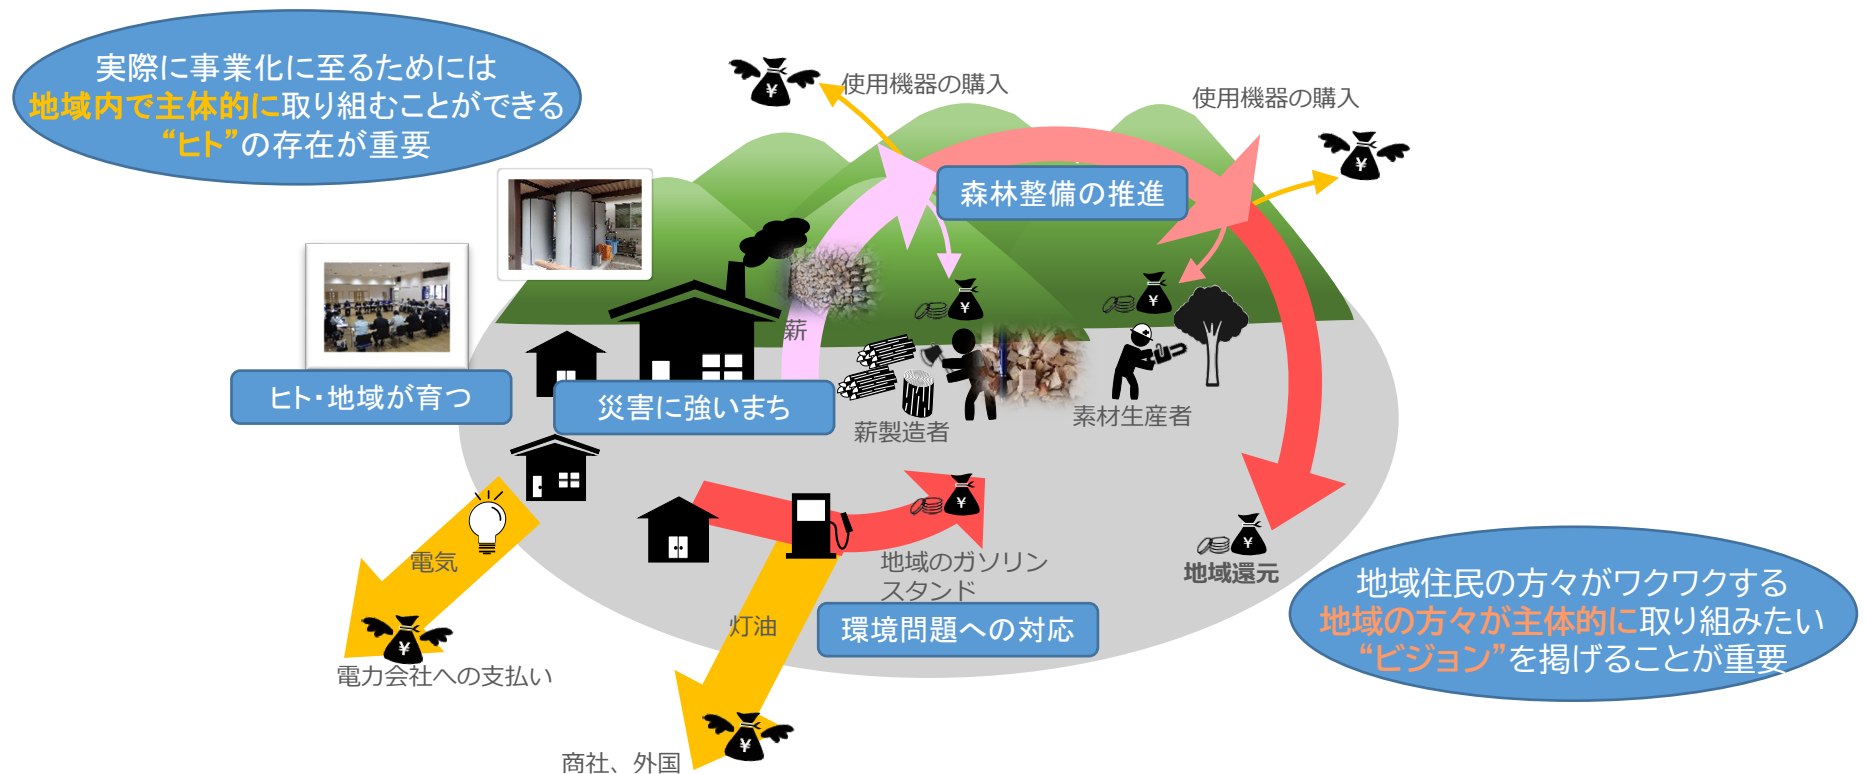 実際に事業化に至るためには
地域内で主体的に取り組むことができる
“ヒト”の存在が重要
使用機器の購入
使用機器の購入
森林整備の推進
薪
ヒト・地域が育つ
災害に強いまち
薪製造者
素材生産者
電気
地域のガソリン
スタンド
地域還元
灯油
環境問題への対応
電力会社への支払い
商社、外国
地域住民の方々がワクワクする
地域の方々が主体的に取り組みたい
“ビジョン”を掲げることが重要
¥
¥
¥
¥
¥
¥
¥
¥